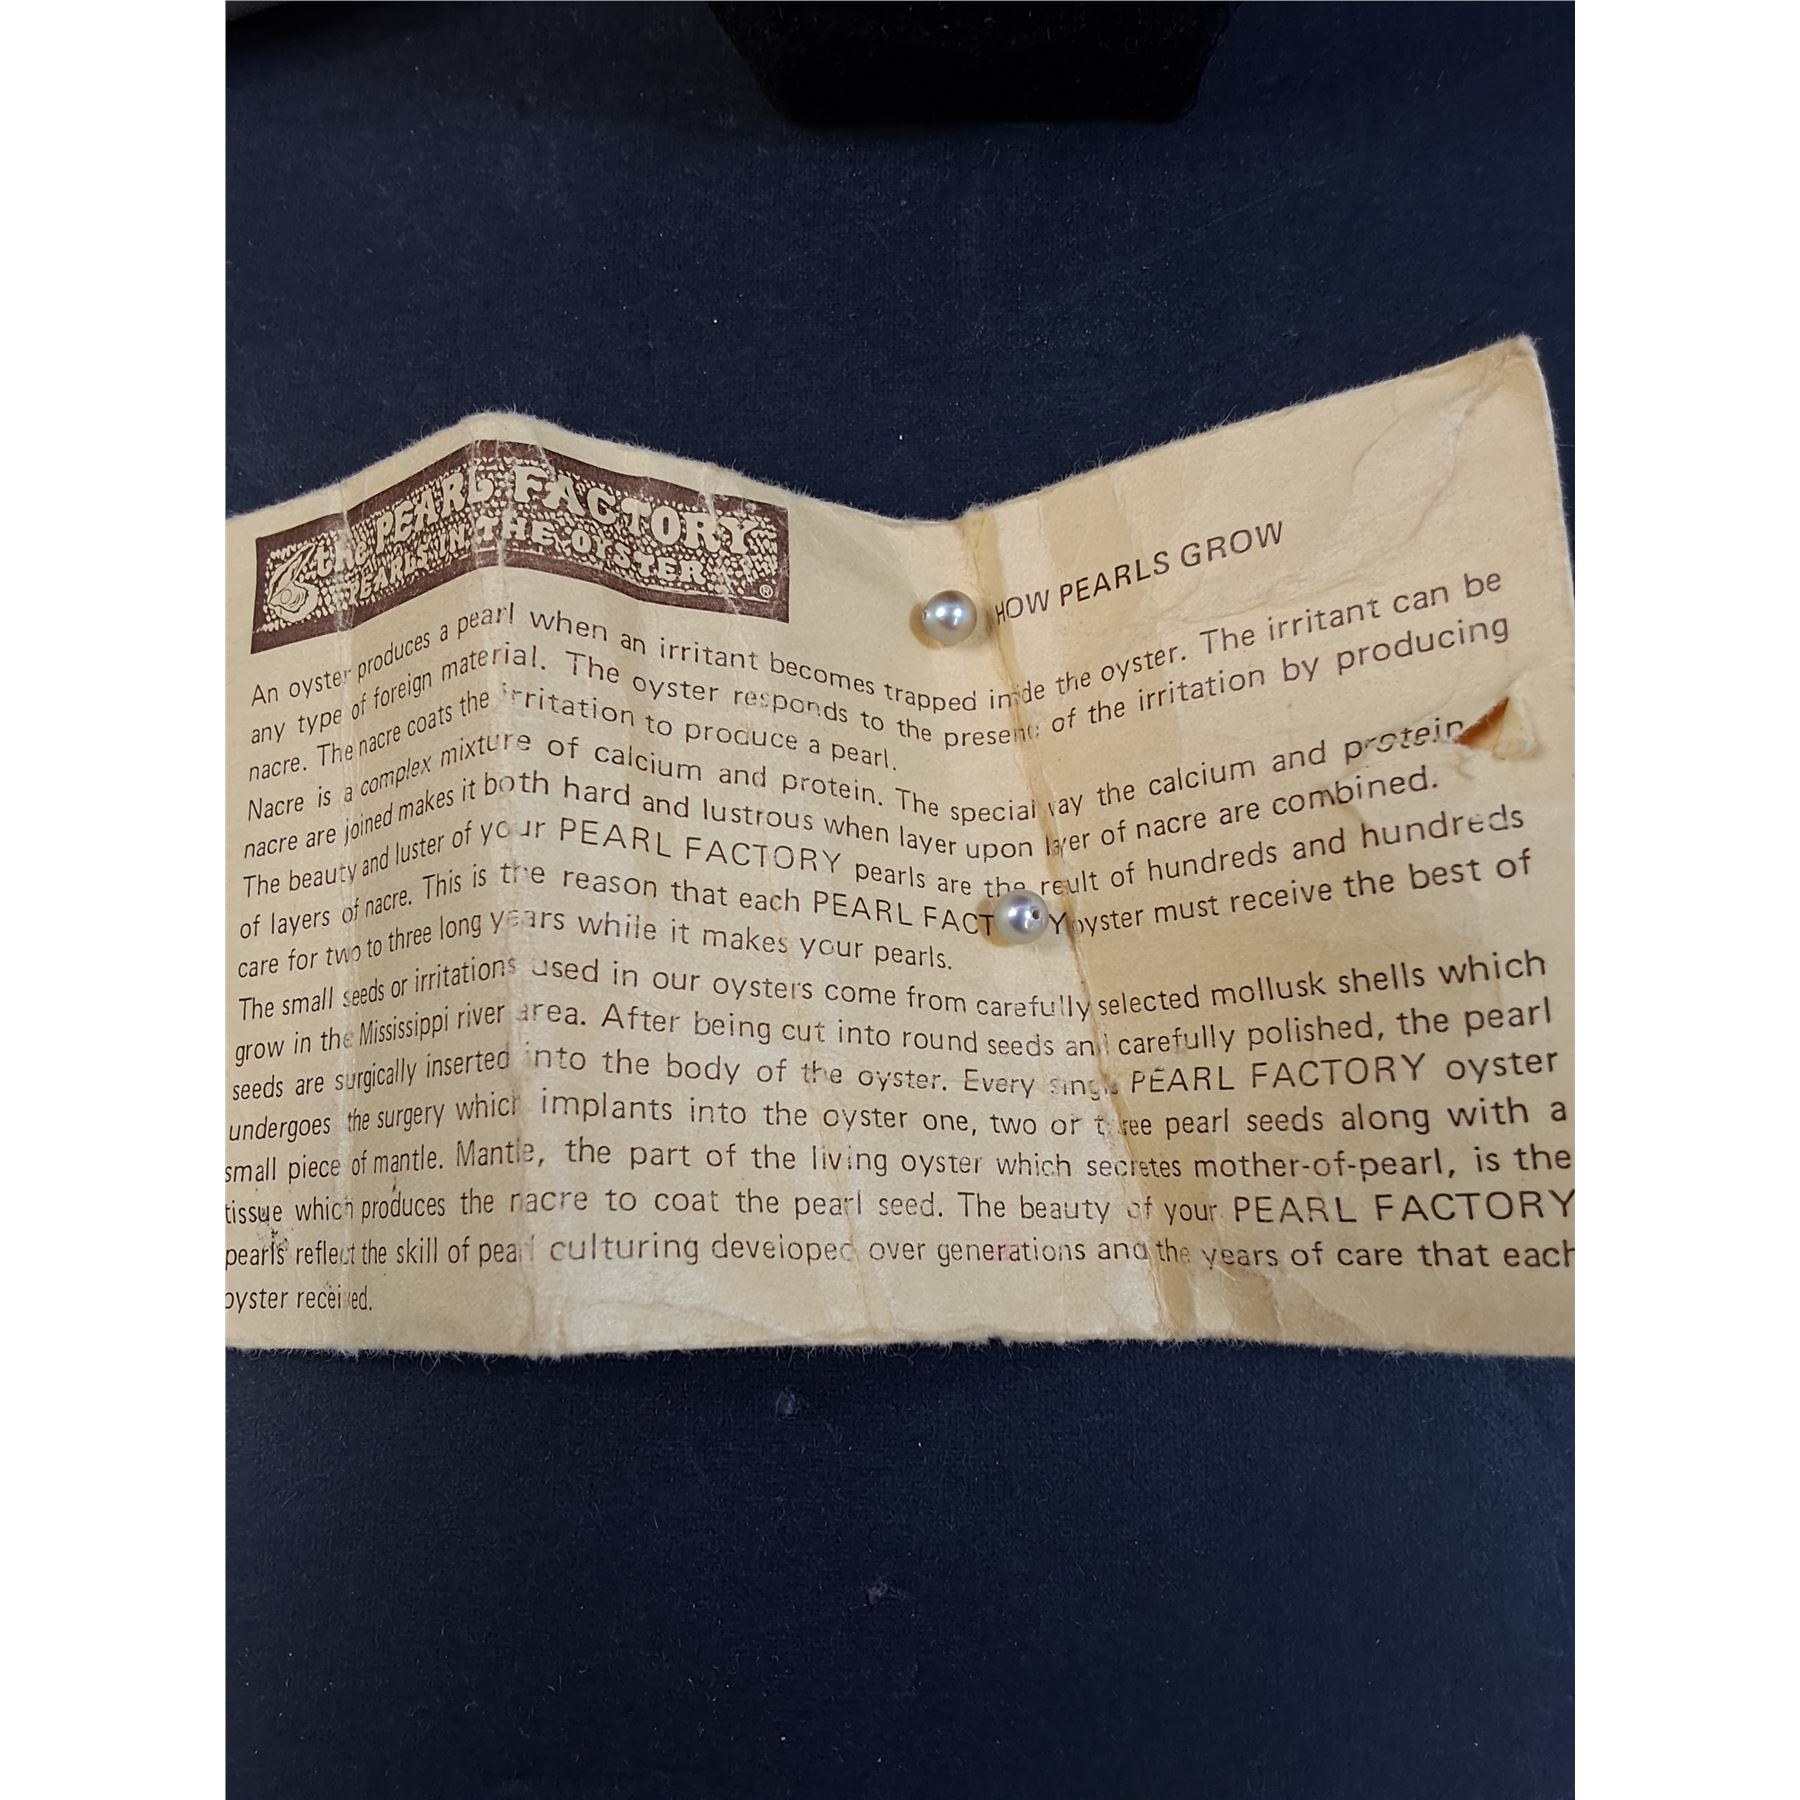 the PEARL FACTORY
PEARLS IN THE OYSTER
®
HOW PEARLS GROW
An oyster produces a pearl when an irritant becomes trapped inside the oyster. The irritant can be
any type of foreign material. The oyster responds to the presenc of the irritation by producing
nacre. The nacre coats the irritation to produce a pearl.
Nacre is a complex mixture of calcium and protein. The special way the calcium and protein
nacre are joined makes it both hard and lustrous when layer upon layer of nacre are combined.
The beauty and luster of your PEARL FACTORY pearls are the reult of hundreds and hundreds
of layers of nacre. This is the reason that each PEARL FACT Y oyster must receive the best of
care for two to three long years while it makes your pearls.
The small seeds or irritations used in our oysters come from carefully selected mollusk shells which
grow in the Mississippi river area. After being cut into round seeds and carefully polished, the pearl
seeds are surgically inserted into the body of the oyster. Every single PEARL FACTORY oyster
undergoes the surgery which implants into the oyster one, two or three pearl seeds along with a
small piece of mantle. Mantle, the part of the living oyster which secretes mother-of-pearl, is the
tissue which produces the nacre to coat the pearl seed. The beauty of your PEARL FACTORY
pearls reflect the skill of pearl culturing developed over generations and the years of care that each
oyster received.